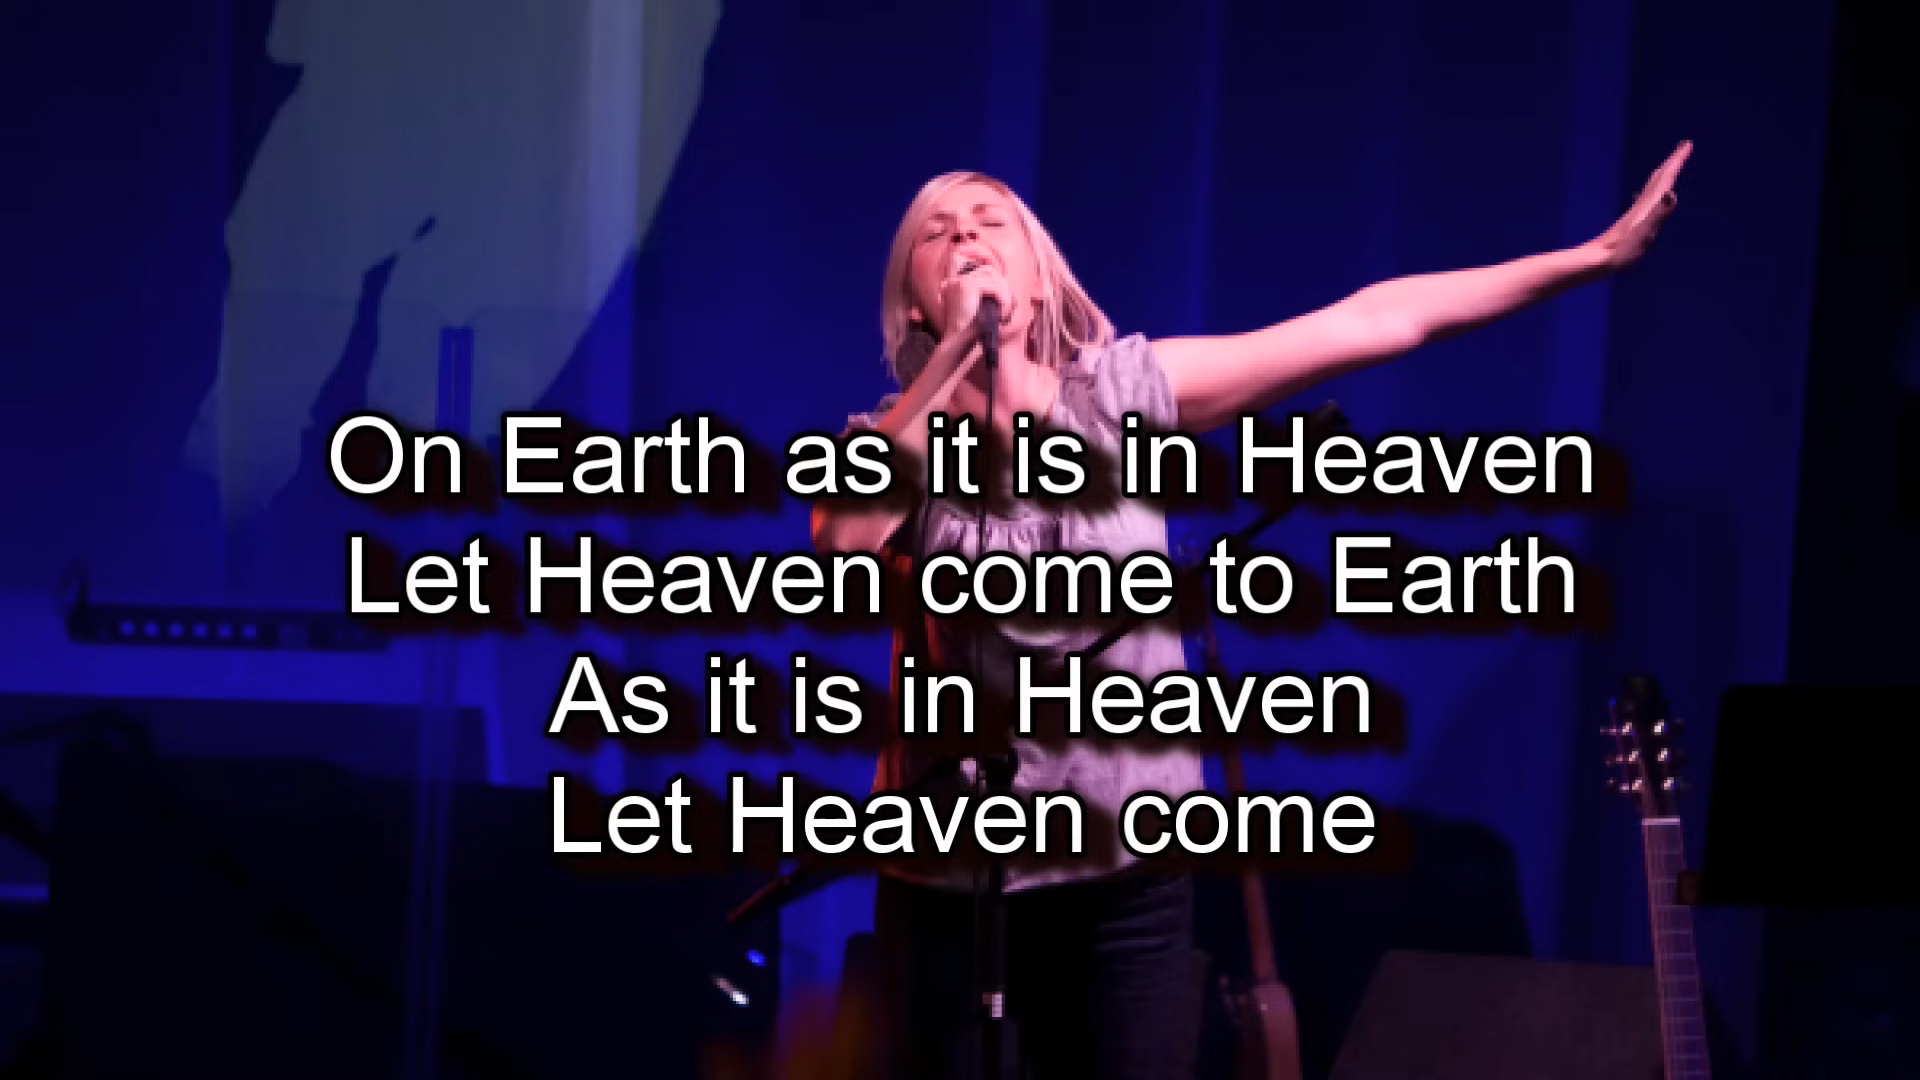 On Earth as it is in Heaven
Let Heaven come to Earth
As it is in Heaven
Let Heaven come